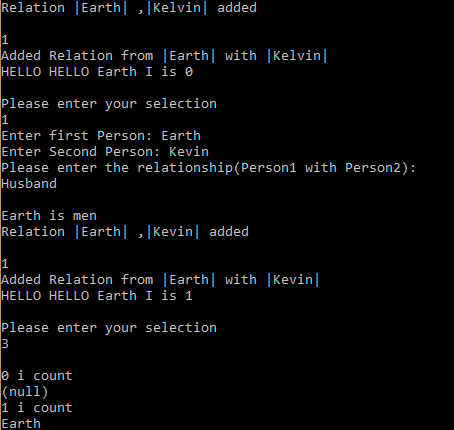 Relation |Earth| ,|Kelvin| added
1
Added Relation from |Earth| with |Kelvin|
HELLO HELLO Earth I is 0
Please enter your selection
1
Enter first Person: Earth
Enter Second Person: Kevin
Please enter the relationship(Person1 with Person2):
Husband
Earth is men
Relation |Earth| ,|Kevin| added
1
Added Relation from |Earth| with |Kevin|
HELLO HELLO Earth I is 1
Please enter your selection
3
0 i count
(null)
1 i count
Earth